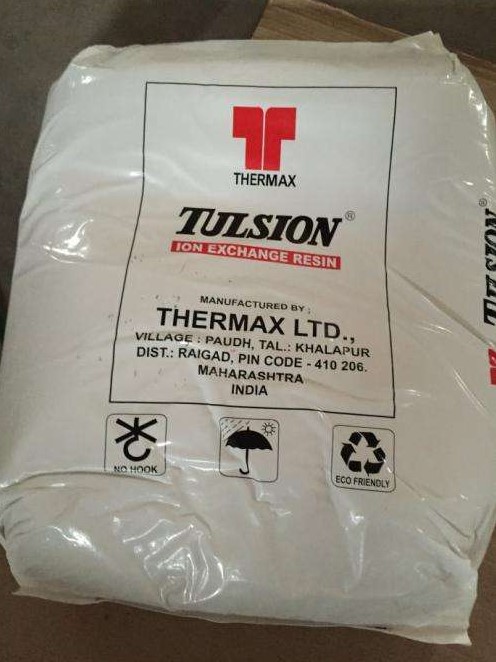 THERMAX
TULSION®
ION EXCHANGE RESIN
MANUFACTURED BY :
THERMAX LTD.,
VILLAGE : PAUDH, TAL.: KHALAPUR
DIST.: RAIGAD, PIN CODE - 410 206.
MAHARASHTRA
INDIA
NO HOOK
ECO FRIENDLY
TULSION®